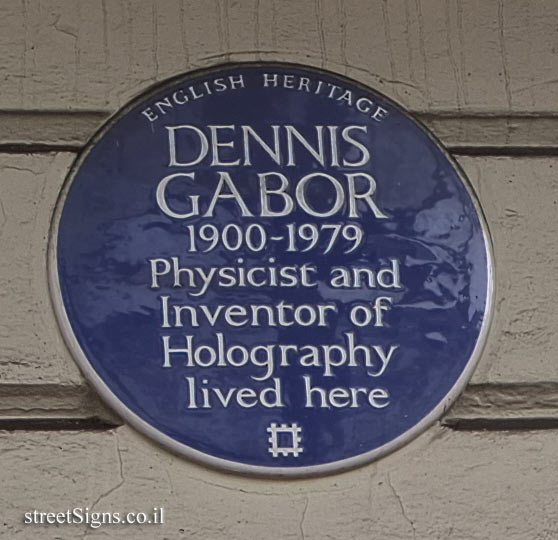 ENGLISH HERITAGE
DENNIS
GABOR
1900-1979
Physicist and
Inventor of
Holography
lived here
streetSigns.co.il